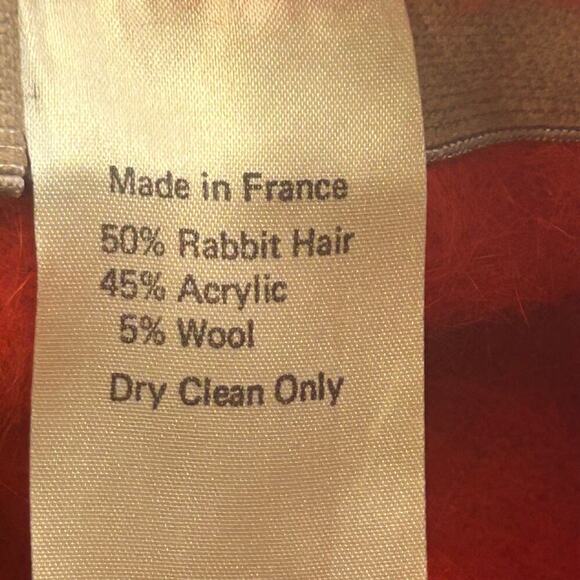 Made in France
50% Rabbit Hair
45% Acrylic
5% Wool
Dry Clean Only